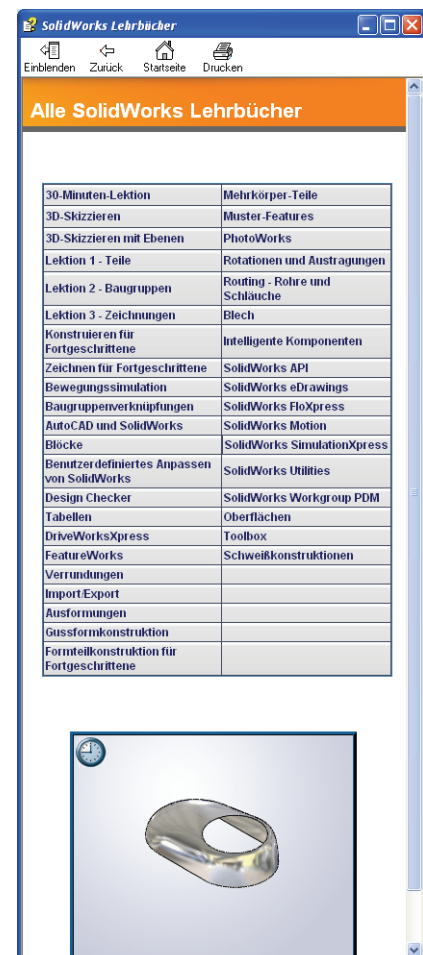 SolidWorks Lehrbücher
Einblenden Zurück Startseite Drucken
Alle SolidWorks Lehrbücher
30-Minuten-Lektion
Mehrkörper-Teile
3D-Skizzieren
Muster-Features
3D-Skizzieren mit Ebenen
PhotoWorks
Lektion 1 - Teile
Rotationen und Austragungen
Lektion 2 - Baugruppen
Routing - Rohre und
Schläuche
Lektion 3 - Zeichnungen
Blech
Konstruieren für
Fortgeschrittene
Intelligente Komponenten
Zeichnen für Fortgeschrittene
SolidWorks API
Bewegungssimulation
SolidWorks eDrawings
Baugruppenverknüpfungen
SolidWorks FloXpress
AutoCAD und SolidWorks
SolidWorks Motion
Blöcke
SolidWorks SimulationXpress
Benutzerdefiniertes Anpassen
von SolidWorks
SolidWorks Utilities
Design Checker
SolidWorks Workgroup PDM
Tabellen
Oberflächen
DriveWorksXpress
Toolbox
FeatureWorks
Schweißkonstruktionen
Verrundungen
Import/Export
Ausformungen
Gussformkonstruktion
Formteilkonstruktion für
Fortgeschrittene